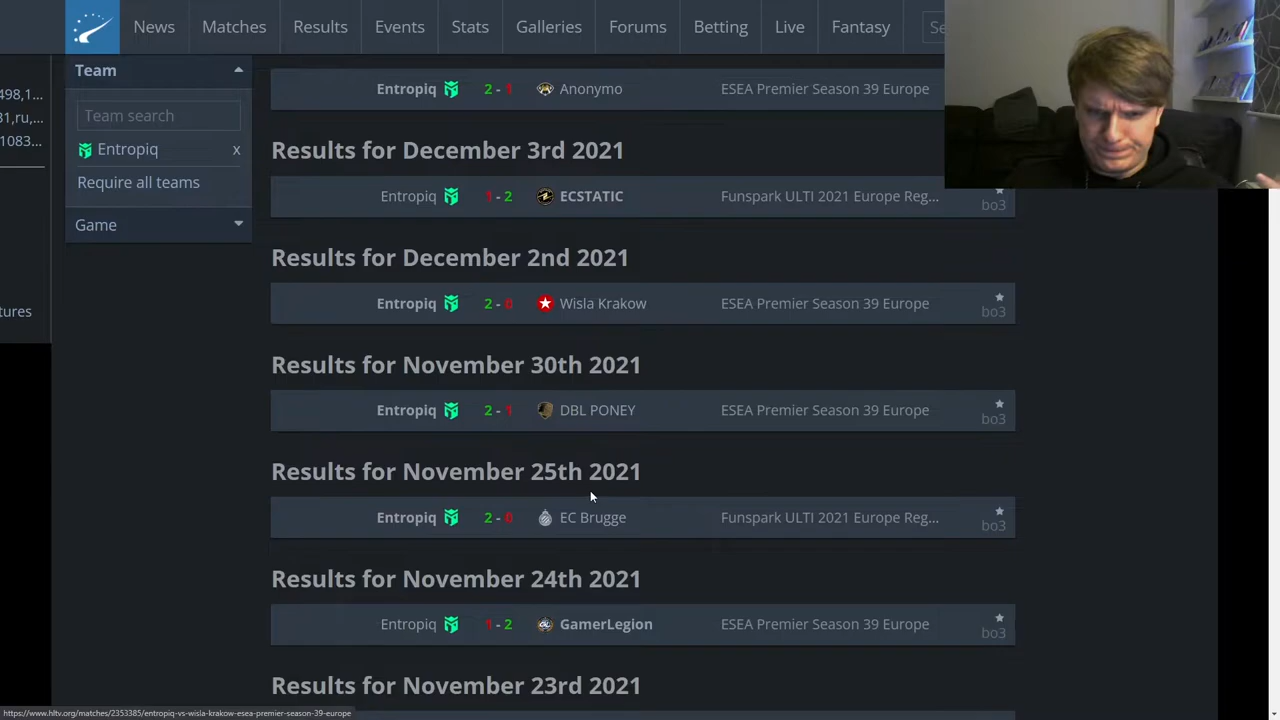 News Matches Results Events Stats Galleries Forums Betting Live Fantasy Se
498,1...
31,ru,...
1083...
tures
Team
Team search
Entropiq x
Require all teams
Game
Entropiq 2 - 1 Anonymo ESEA Premier Season 39 Europe
Results for December 3rd 2021
Entropiq 1 - 2 ECSTATIC Funspark ULTI 2021 Europe Reg... bo3
Results for December 2nd 2021
Entropiq 2 - 0 Wisla Krakow ESEA Premier Season 39 Europe bo3
Results for November 30th 2021
Entropiq 2 - 1 DBL PONEY ESEA Premier Season 39 Europe bo3
Results for November 25th 2021
Entropiq 2 - 0 EC Brugge Funspark ULTI 2021 Europe Reg... bo3
Results for November 24th 2021
Entropiq 1 - 2 GamerLegion ESEA Premier Season 39 Europe bo3
Results for November 23rd 2021
https://www.hltv.org/matches/2353385/entropiq-vs-wisla-krakow-esea-premier-season-39-europe